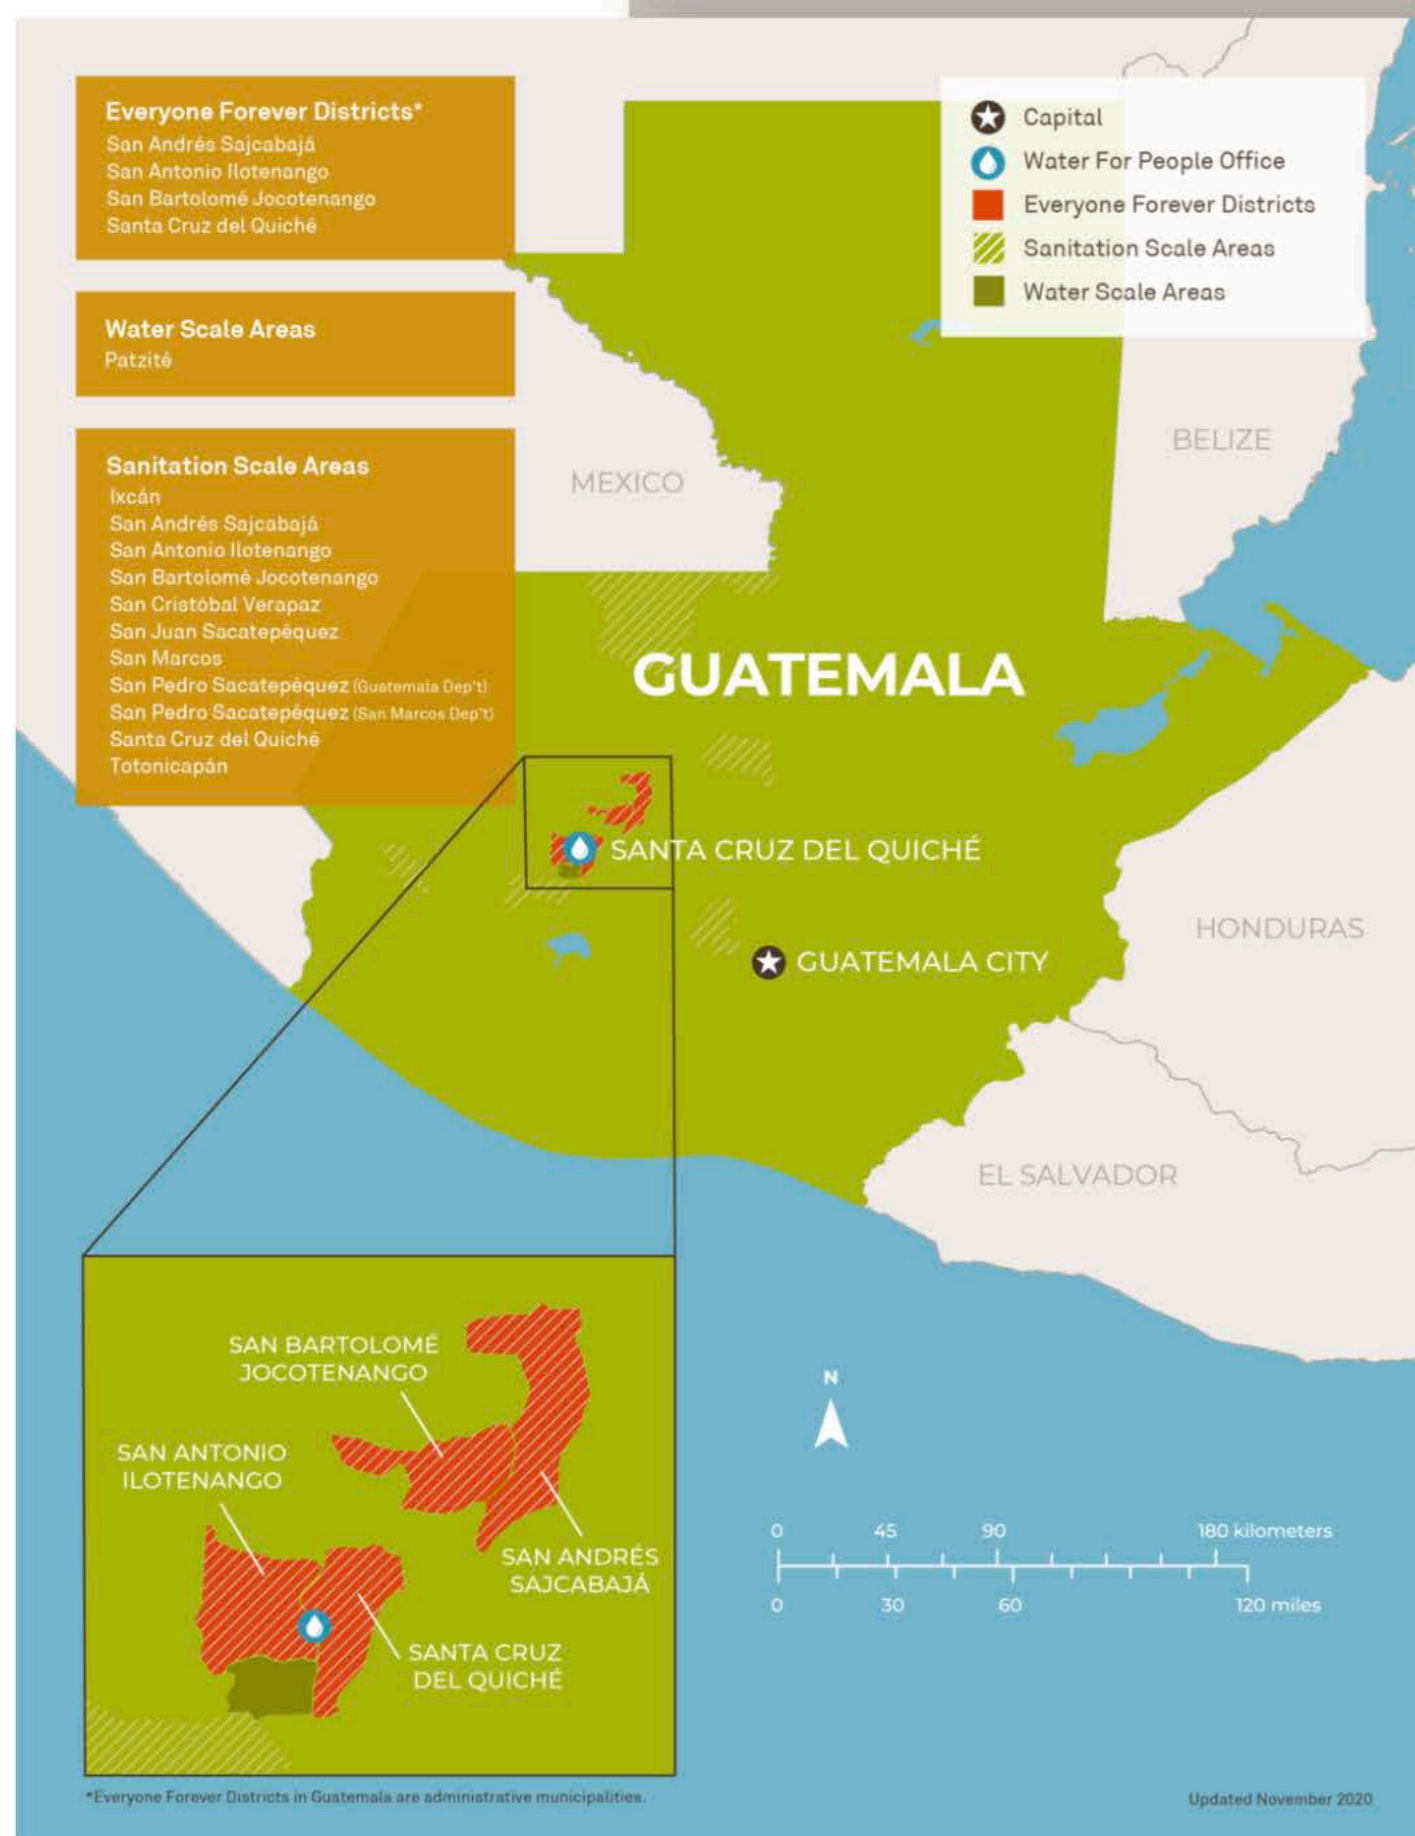 Everyone Forever Districts*
San Andrés Sajcabajá
San Antonio Ilotenango
San Bartolomé Jocotenango
Santa Cruz del Quiché
Water Scale Areas
Patzité
Sanitation Scale Areas
Ixcán
San Andrés Sajcabajá
San Antonio Ilotenango
San Bartolomé Jocotenango
San Cristóbal Verapaz
San Juan Sacatepéquez
San Marcos
San Pedro Sacatepéquez (Guatemala Dep't)
San Pedro Sacatepéquez (San Marcos Dep't)
Santa Cruz del Quiché
Totonicapán
Capital
Water For People Office
Everyone Forever Districts
Sanitation Scale Areas
Water Scale Areas
BELIZE
MEXICO
GUATEMALA
SANTA CRUZ DEL QUICHÉ
HONDURAS
GUATEMALA CITY
EL SALVADOR
SAN BARTOLOMÉ
JOCOTENANGO
SAN ANTONIO
ILOTENANGO
SAN ANDRÉS
SAJCABAJÁ
SANTA CRUZ
DEL QUICHÉ
N
0 45 90 180 kilometers
0 30 60 120 miles
*Everyone Forever Districts in Guatemala are administrative municipalities.
Updated November 2020